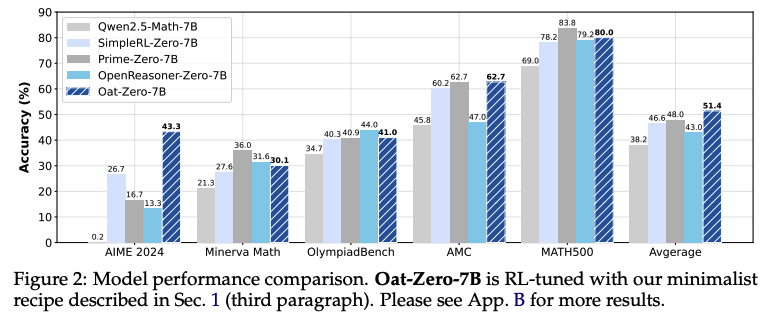 90
80
70
60
50
40
30
20
10
0
Accuracy (%)
Qwen2.5-Math-7B
SimpleRL-Zero-7B
Prime-Zero-7B
OpenReasoner-Zero-7B
Oat-Zero-7B
0.2 26.7 16.7 13.3 43.3
21.3 27.6 36.0 31.6 30.1
34.7 40.3 40.9 44.0 41.0
45.8 60.2 62.7 47.0 62.7
69.0 78.2 83.8 79.2 80.0
38.2 46.6 48.0 43.0 51.4
AIME 2024 Minerva Math OlympiadBench AMC MATH500 Avgerage
Figure 2: Model performance comparison. Oat-Zero-7B is RL-tuned with our minimalist
recipe described in Sec. 1 (third paragraph). Please see App. B for more results.